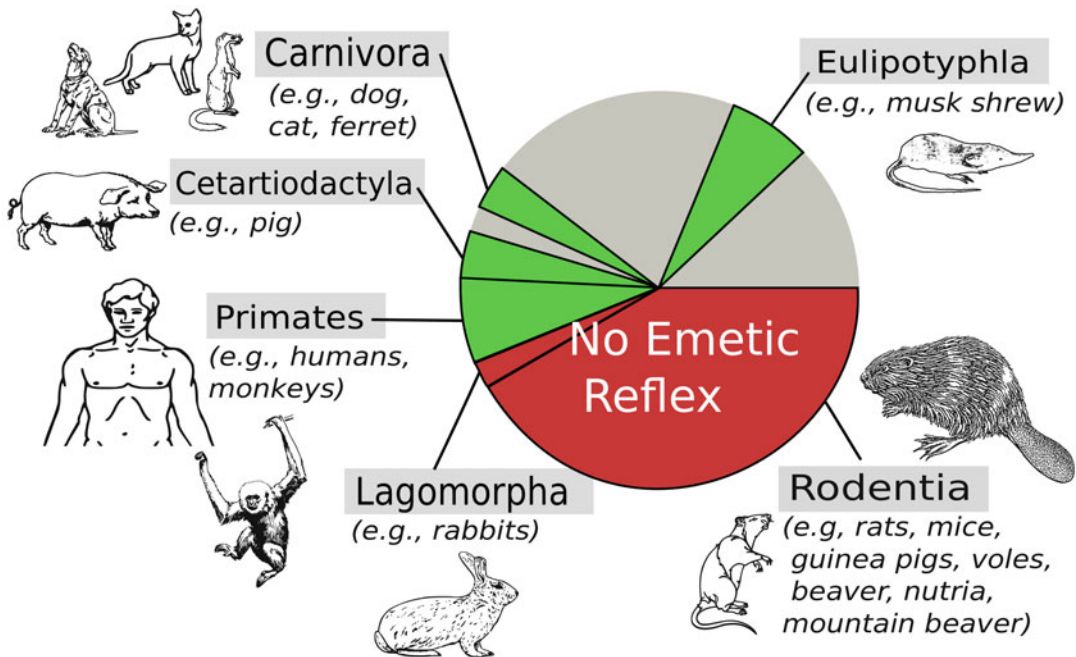 Carnivora
(e.g., dog,
cat, ferret)
Eulipotyphla
(e.g., musk shrew)
Cetartiodactyla
(e.g., pig)
Primates
(e.g., humans,
monkeys)
No Emetic
Reflex
Lagomorpha
(e.g., rabbits)
Rodentia
(e.g, rats, mice,
guinea pigs, voles,
beaver, nutria,
mountain beaver)